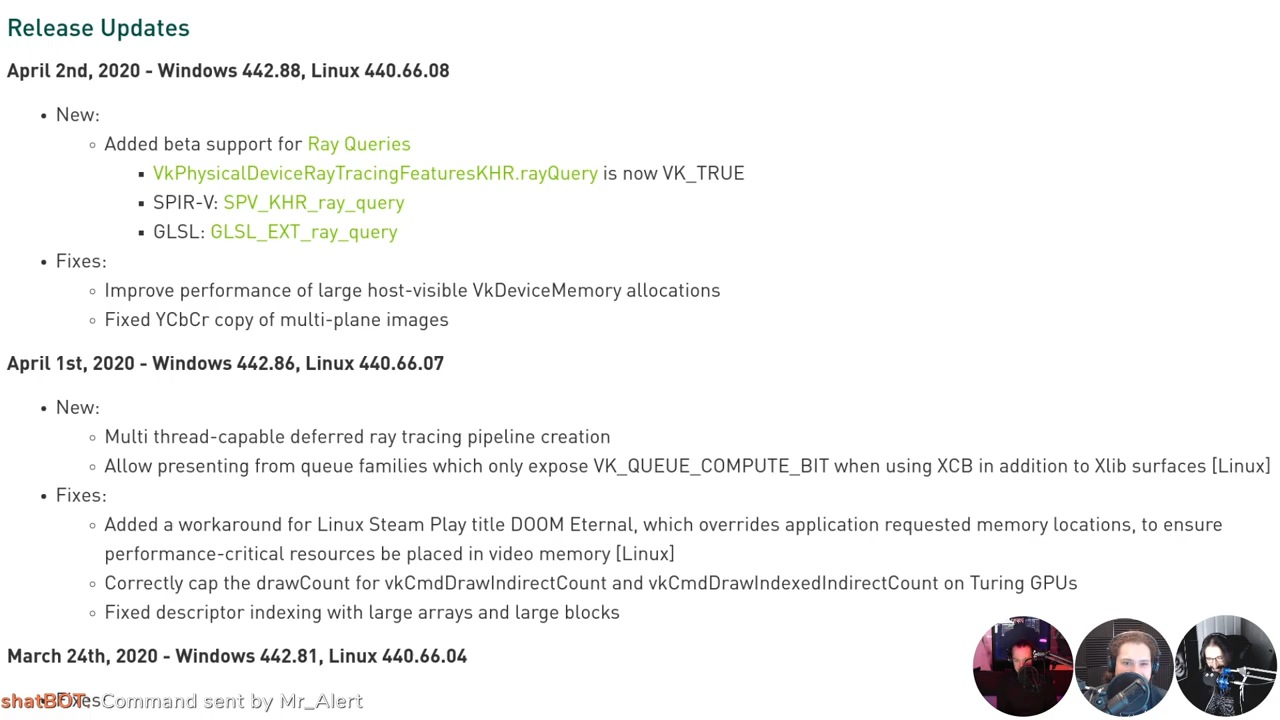 Release Updates
April 2nd, 2020 - Windows 442.88, Linux 440.66.08
New:
Added beta support for Ray Queries
VkPhysicalDeviceRayTracingFeaturesKHR.rayQuery is now VK_TRUE
SPIR-V: SPV_KHR_ray_query
GLSL: GLSL_EXT_ray_query
Fixes:
Improve performance of large host-visible VkDeviceMemory allocations
Fixed YCbCr copy of multi-plane images
April 1st, 2020 - Windows 442.86, Linux 440.66.07
New:
Multi thread-capable deferred ray tracing pipeline creation
Allow presenting from queue families which only expose VK_QUEUE_COMPUTE_BIT when using XCB in addition to Xlib surfaces [Linux]
Fixes:
Added a workaround for Linux Steam Play title DOOM Eternal, which overrides application requested memory locations, to ensure
performance-critical resources be placed in video memory [Linux]
Correctly cap the drawCount for vkCmdDrawIndirectCount and vkCmdDrawIndexedIndirectCount on Turing GPUs
Fixed descriptor indexing with large arrays and large blocks
March 24th, 2020 - Windows 442.81, Linux 440.66.04
shatBOT: Command sent by Mr_Alert